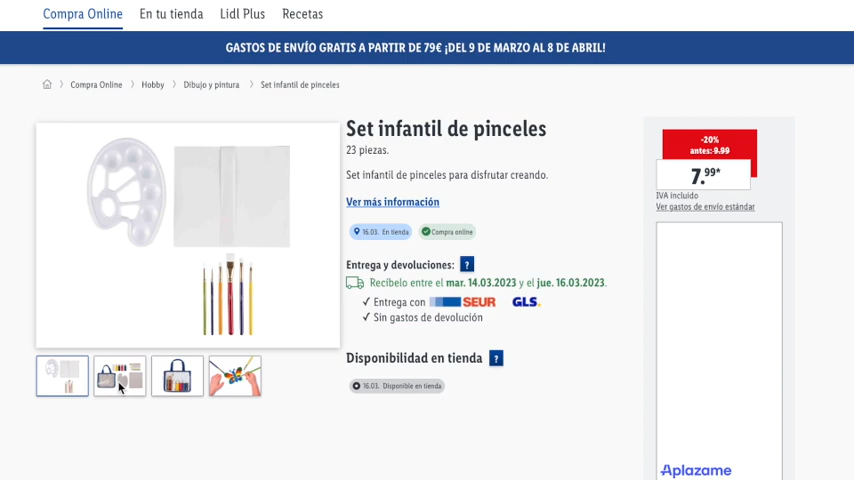 Compra Online En tu tienda Lidl Plus Recetas
GASTOS DE ENVÍO GRATIS A PARTIR DE 79€ ¡DEL 9 DE MARZO AL 8 DE ABRIL!
Compra Online Hobby Dibujo y pintura Set infantil de pinceles
Set infantil de pinceles
23 piezas.
Set infantil de pinceles para disfrutar creando.
Ver más información
16.03. En tienda Compra online
Entrega y devoluciones: ?
Recíbelo entre el mar. 14.03.2023 y el jue. 16.03.2023.
✓ Entrega con SEUR GLS.
✓ Sin gastos de devolución
Disponibilidad en tienda ?
16.03. Disponible en tienda
-20%
antes: 9.99
7.99*
IVA incluido
Ver gastos de envío estándar
Aplazame